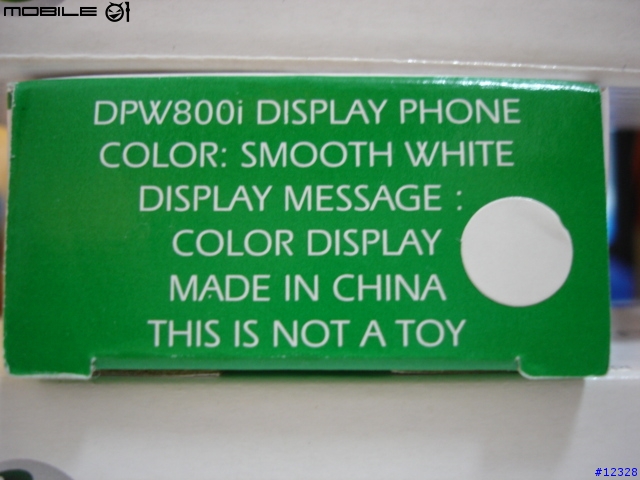 MOBILE 01
DPW800i DISPLAY PHONE
COLOR: SMOOTH WHITE
DISPLAY MESSAGE :
COLOR DISPLAY
MADE IN CHINA
THIS IS NOT A TOY
#12328